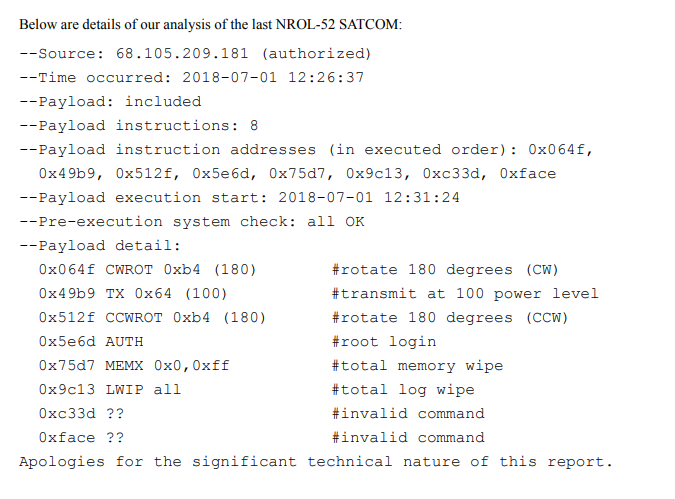 Below are details of our analysis of the last NROL-52 SATCOM:
--Source: 68.105.209.181 (authorized)
--Time occurred: 2018-07-01 12:26:37
--Payload: included
--Payload instructions: 8
--Payload instruction addresses (in executed order): 0x064f,
0x49b9, 0x512f, 0x5e6d, 0x75d7, 0x9c13, 0xc33d, 0xface
--Payload execution start: 2018-07-01 12:31:24
--Pre-execution system check: all OK
--Payload detail:
0x064f CWROT 0xb4 (180) #rotate 180 degrees (CW)
0x49b9 TX 0x64 (100) #transmit at 100 power level
0x512f CCWROT 0xb4 (180) #rotate 180 degrees (CCW)
0x5e6d AUTH #root login
0x75d7 MEMX 0x0,0xff #total memory wipe
0x9c13 LWIP all #total log wipe
0xc33d ?? #invalid command
0xface ?? #invalid command
Apologies for the significant technical nature of this report.